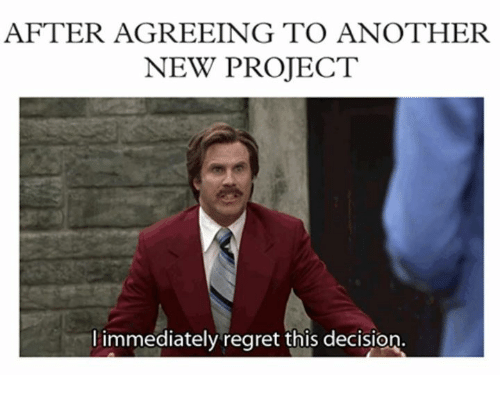 AFTER AGREEING TO ANOTHER
NEW PROJECT
I immediately regret this decision.